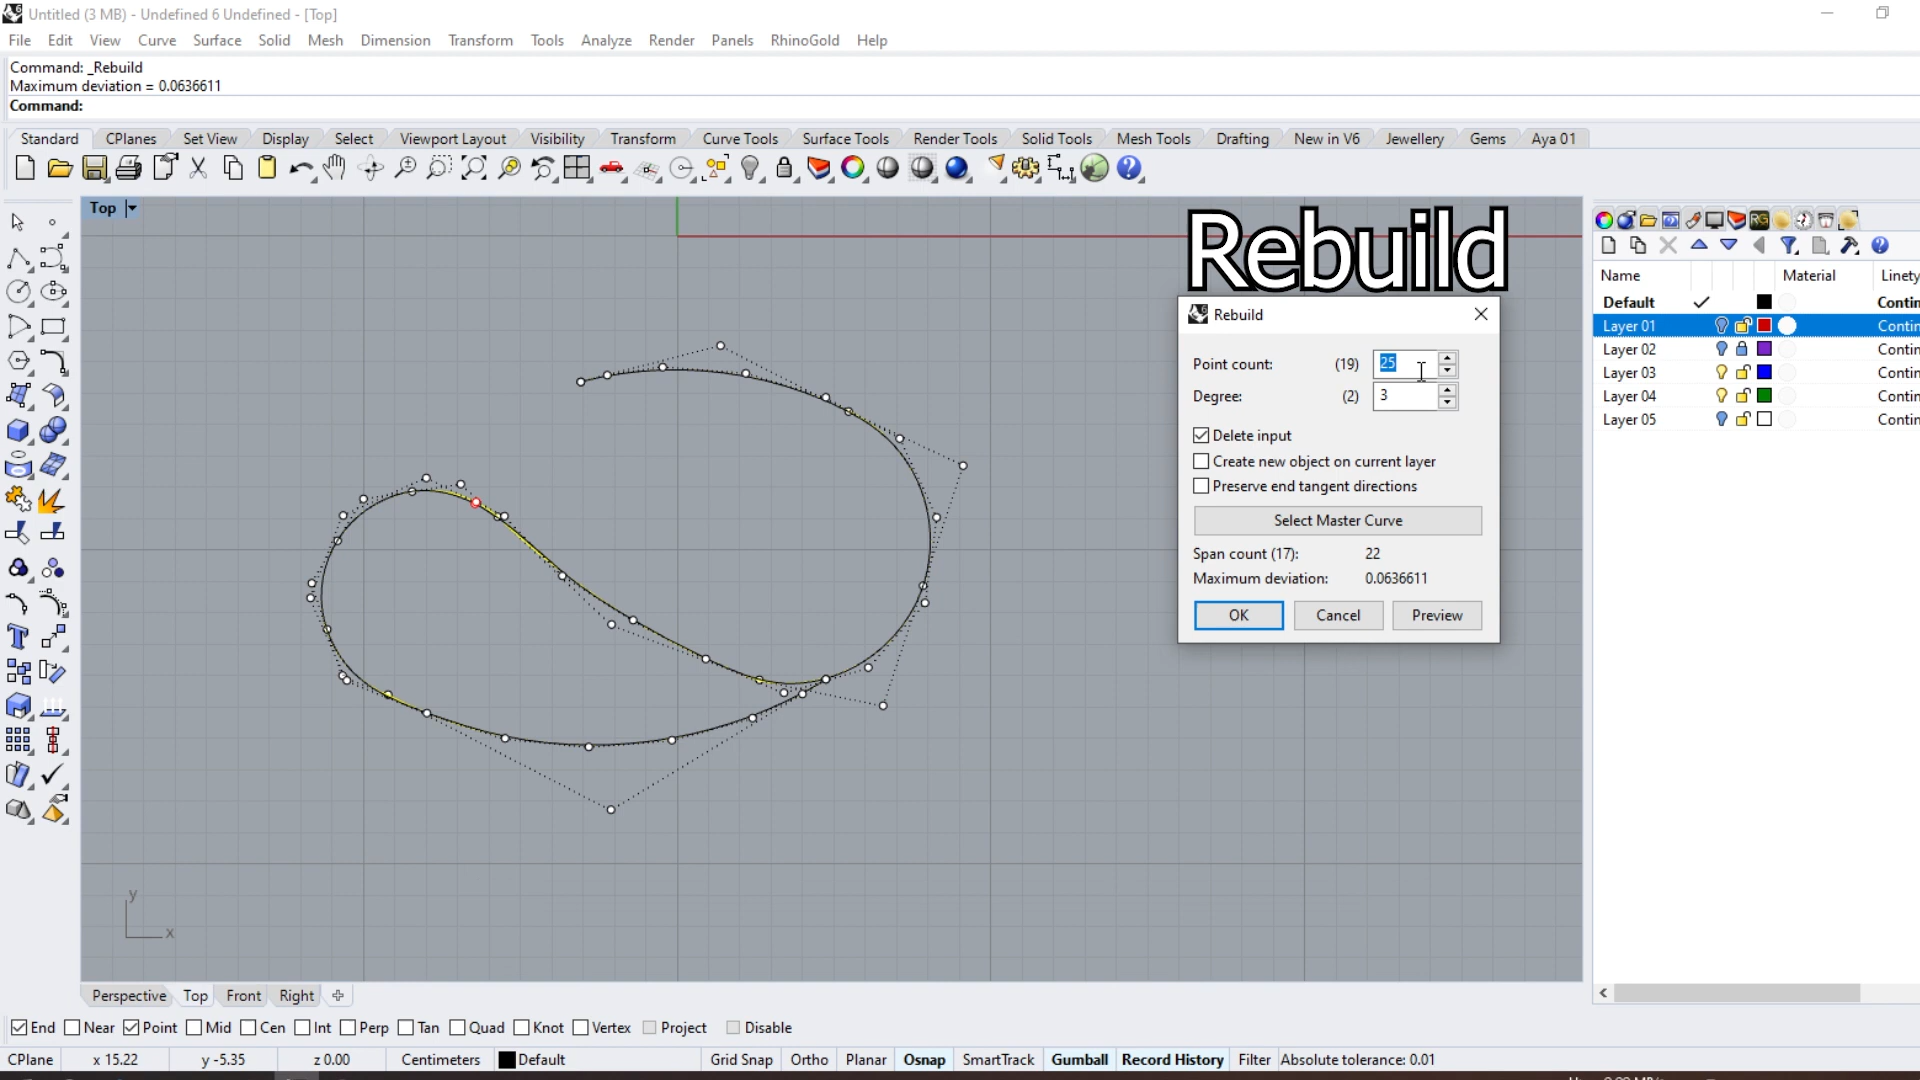 Untitled (3 MB) - Undefined 6 Undefined - [Top]
File Edit View Curve Surface Solid Mesh Dimension Transform Tools Analyze Render Panels RhinoGold Help
Command: _Rebuild
Maximum deviation = 0.0636611
Command:
Standard CPlanes Set View Display Select Viewport Layout Visibility Transform Curve Tools Surface Tools Render Tools Solid Tools Mesh Tools Drafting New in V6 Jewellery Gems Aya 01
Top
Rebuild
Rebuild
Point count: (19) 25
Degree: (2) 3
Delete input
Create new object on current layer
Preserve end tangent directions
Select Master Curve
Span count (17): 22
Maximum deviation: 0.0636611
OK Cancel Preview
RG
Name Material Linety
Default Contin
Layer 01 Contin
Layer 02 Contin
Layer 03 Contin
Layer 04 Contin
Layer 05 Contin
y
x
Perspective Top Front Right
End Near Point Mid Cen Int Perp Tan Quad Knot Vertex Project Disable
CPlane x 15.22 y -5.35 z 0.00 Centimeters Default Grid Snap Ortho Planar Osnap SmartTrack Gumball Record History Filter Absolute tolerance: 0.01